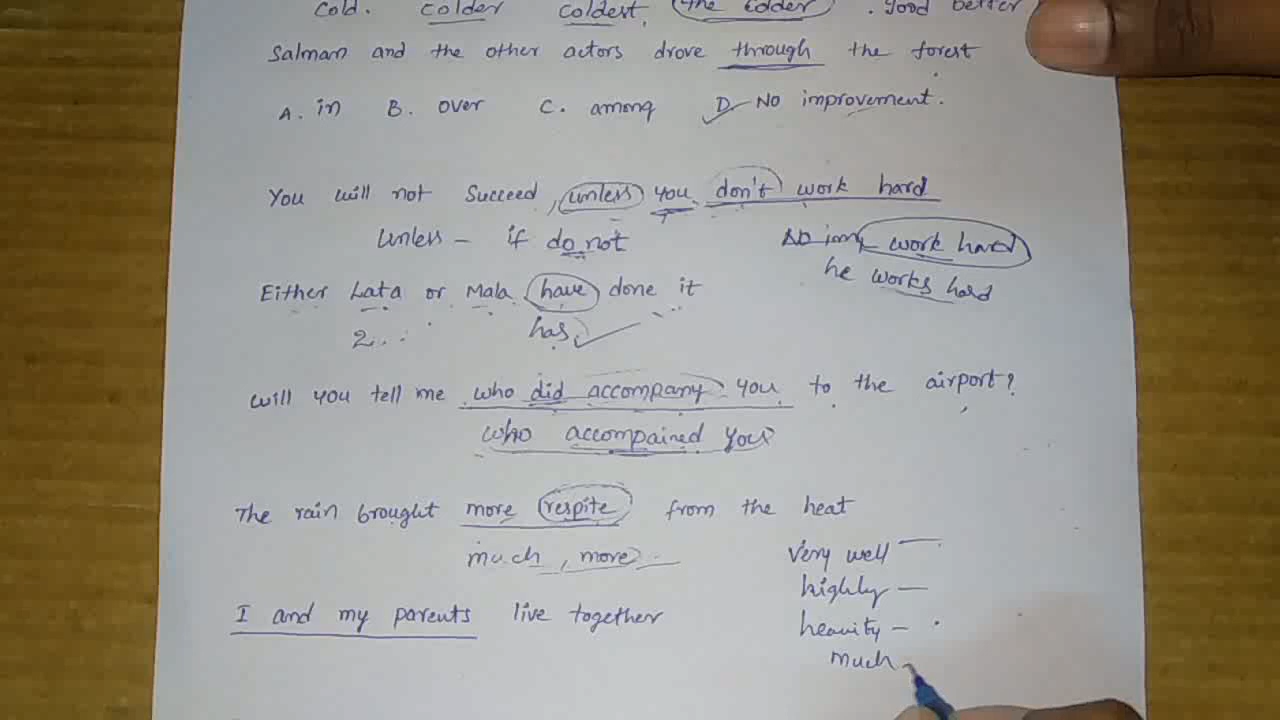 Cold. colder coldest, the colder. good better
Salman and the other actors drove through the forest
A. in B. over C. among D. No improvement.
You will not succeed, unless you don't work hard
Unless - if do not
work hard
he works hard
Either Lata or Mala have done it
2...
has
will you tell me who did accompany you to the airport?
who accompained you
The rain brought more respite from the heat
much, more
very well
highly -
heavity -
much
I and my parents live together